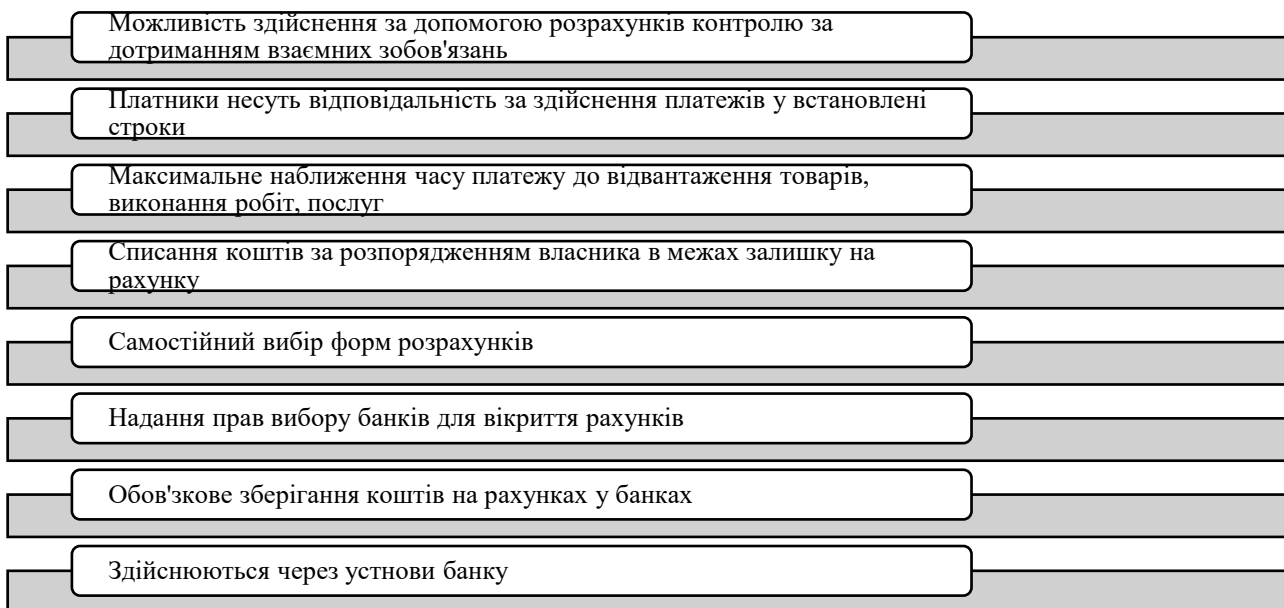 Можливість здійснення за допомогою розрахунків контролю за
дотриманням взаємних зобов'язань
Платники несуть відповідальність за здійснення платежів у встановлені
строки
Максимальне наближення часу платежу до відвантаження товарів,
виконання робіт, послуг
Списання коштів за розпорядженням власника в межах залишку на
рахунку
Самостійний вибір форм розрахунків
Надання прав вибору банків для вікриття рахунків
Обов'зкове зберігання коштів на рахунках у банках
Здійснюються через устнови банку